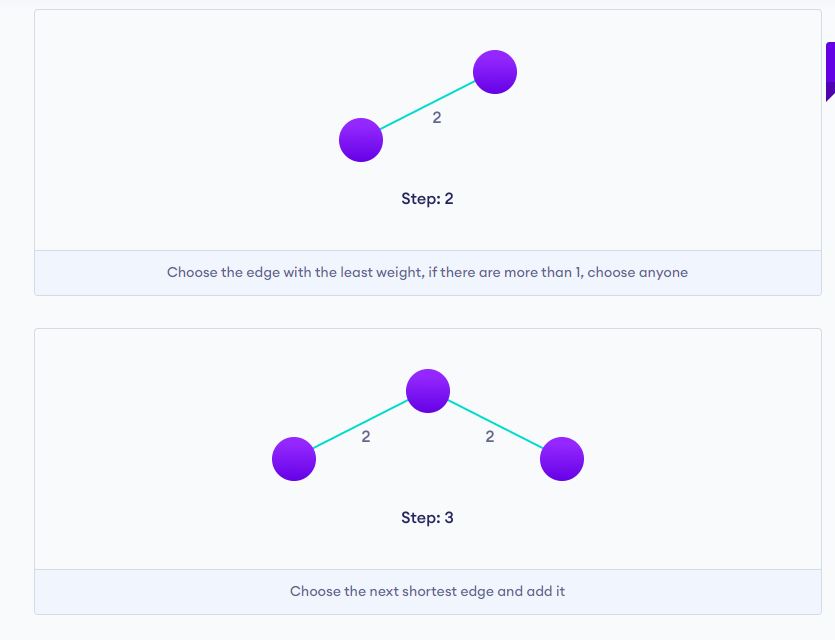 2
Step: 2
Choose the edge with the least weight, if there are more than 1, choose anyone
2 2
Step: 3
Choose the next shortest edge and add it